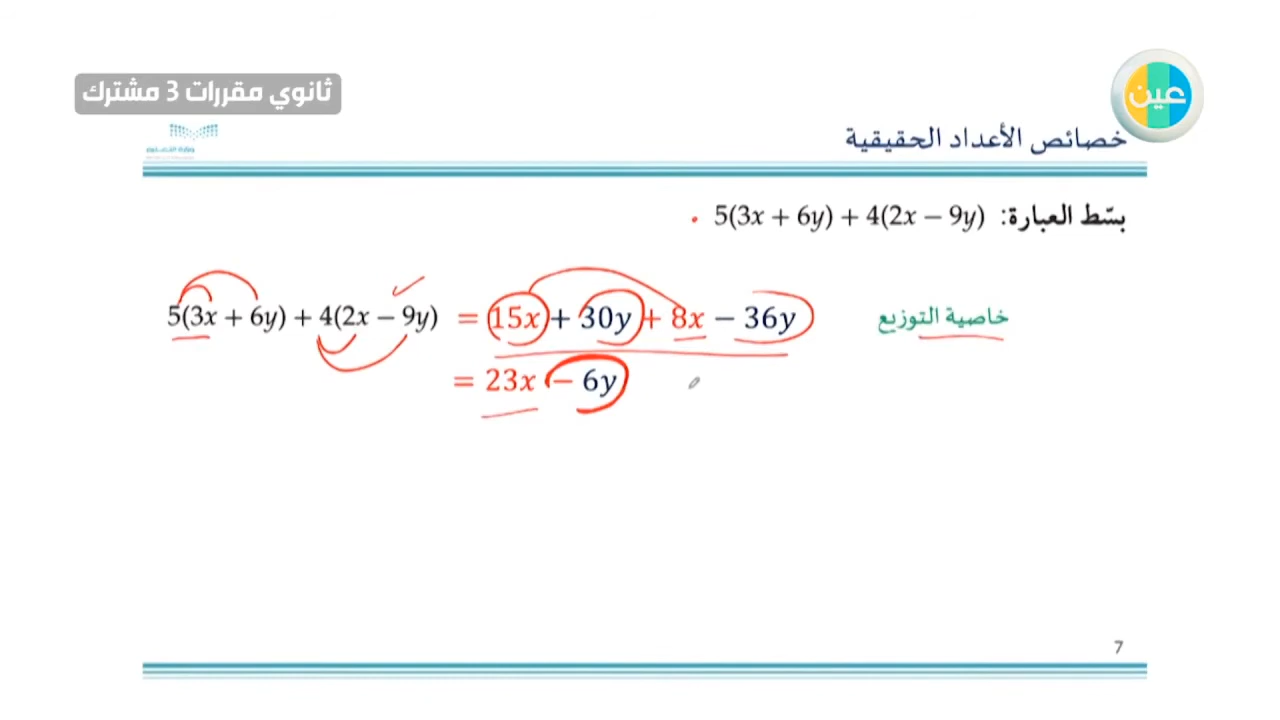 ثانوي مقررات 3 مشترك
عين
خصائص الأعداد الحقيقية
بسّط العبارة: 5(3x + 6y) + 4(2x − 9y)
5(3x + 6y) + 4(2x − 9y) = 15x + 30y + 8x − 36y خاصية التوزيع
= 23x − 6y
7